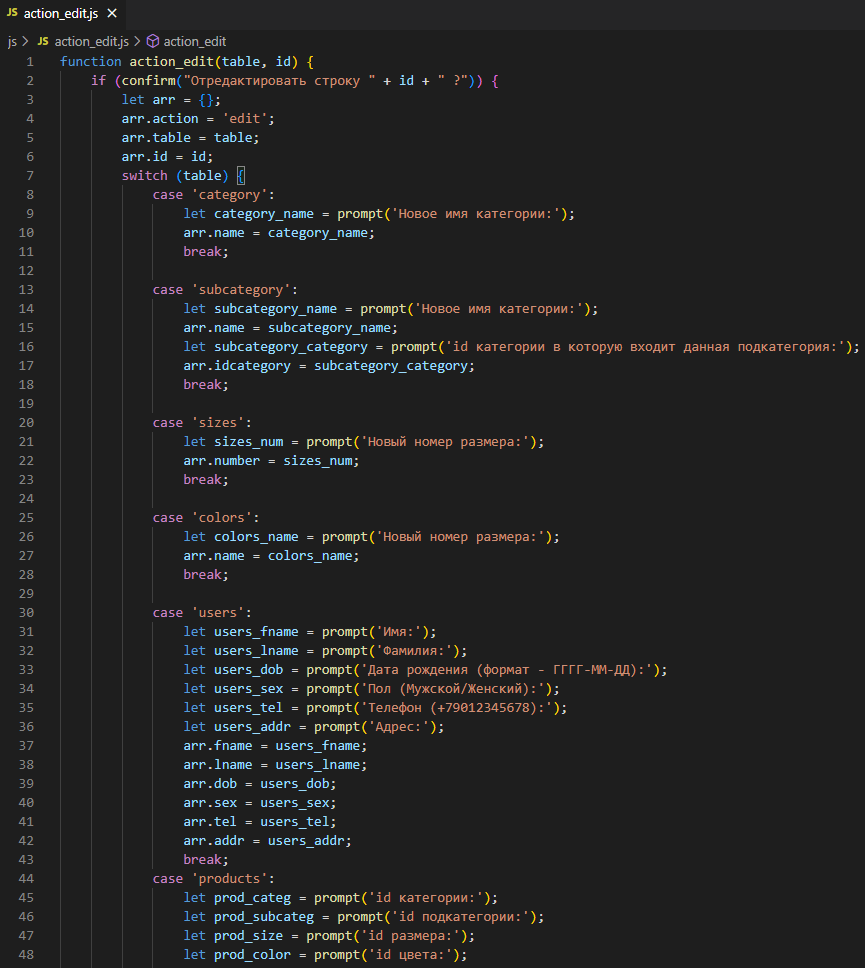 JS action_edit.js ×
js > JS action_edit.js > action_edit
1 function action_edit(table, id) {
2 if (confirm("Отредактировать строку " + id + " ?")) {
3 let arr = {};
4 arr.action = 'edit';
5 arr.table = table;
6 arr.id = id;
7 switch (table) {
8 case 'category':
9 let category_name = prompt('Новое имя категории:');
10 arr.name = category_name;
11 break;
12
13 case 'subcategory':
14 let subcategory_name = prompt('Новое имя категории:');
15 arr.name = subcategory_name;
16 let subcategory_category = prompt('id категории в которую входит данная подкатегория:');
17 arr.idcategory = subcategory_category;
18 break;
19
20 case 'sizes':
21 let sizes_num = prompt('Новый номер размера:');
22 arr.number = sizes_num;
23 break;
24
25 case 'colors':
26 let colors_name = prompt('Новый номер размера:');
27 arr.name = colors_name;
28 break;
29
30 case 'users':
31 let users_fname = prompt('Имя:');
32 let users_lname = prompt('Фамилия:');
33 let users_dob = prompt('Дата рождения (формат - ГГГГ-ММ-ДД):');
34 let users_sex = prompt('Пол (Мужской/Женский):');
35 let users_tel = prompt('Телефон (+79012345678):');
36 let users_addr = prompt('Адрес:');
37 arr.fname = users_fname;
38 arr.lname = users_lname;
39 arr.dob = users_dob;
40 arr.sex = users_sex;
41 arr.tel = users_tel;
42 arr.addr = users_addr;
43 break;
44 case 'products':
45 let prod_categ = prompt('id категории:');
46 let prod_subcateg = prompt('id подкатегории:');
47 let prod_size = prompt('id размера:');
48 let prod_color = prompt('id цвета:');